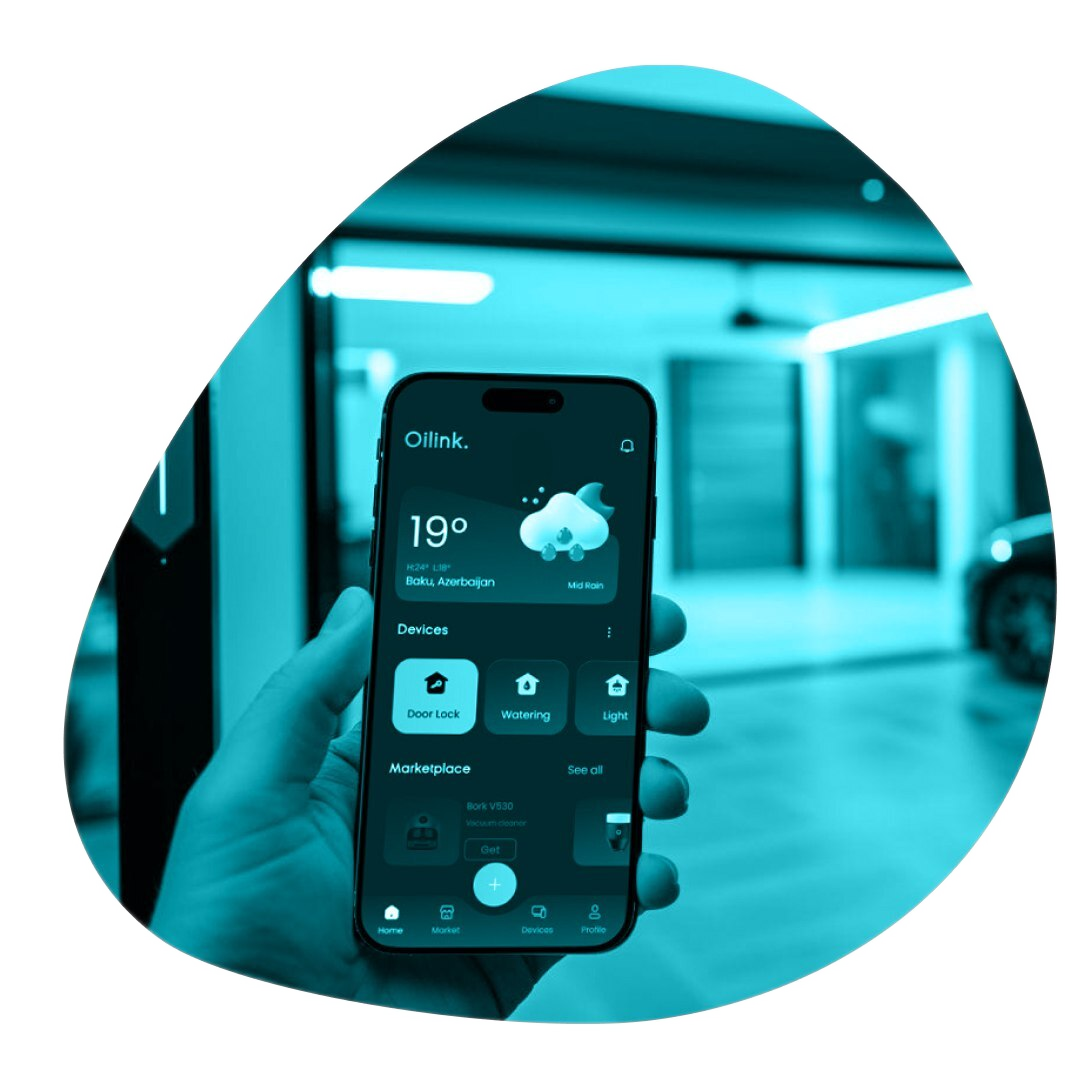 Oilink.
19°
H:24° L:18°
Baku, Azerbaijan
Mid Rain
Devices
Door Lock
Watering
Light
Marketplace
See all
Bork V530
Vacuum cleaner
Get
Home
Market
Devices
Profile